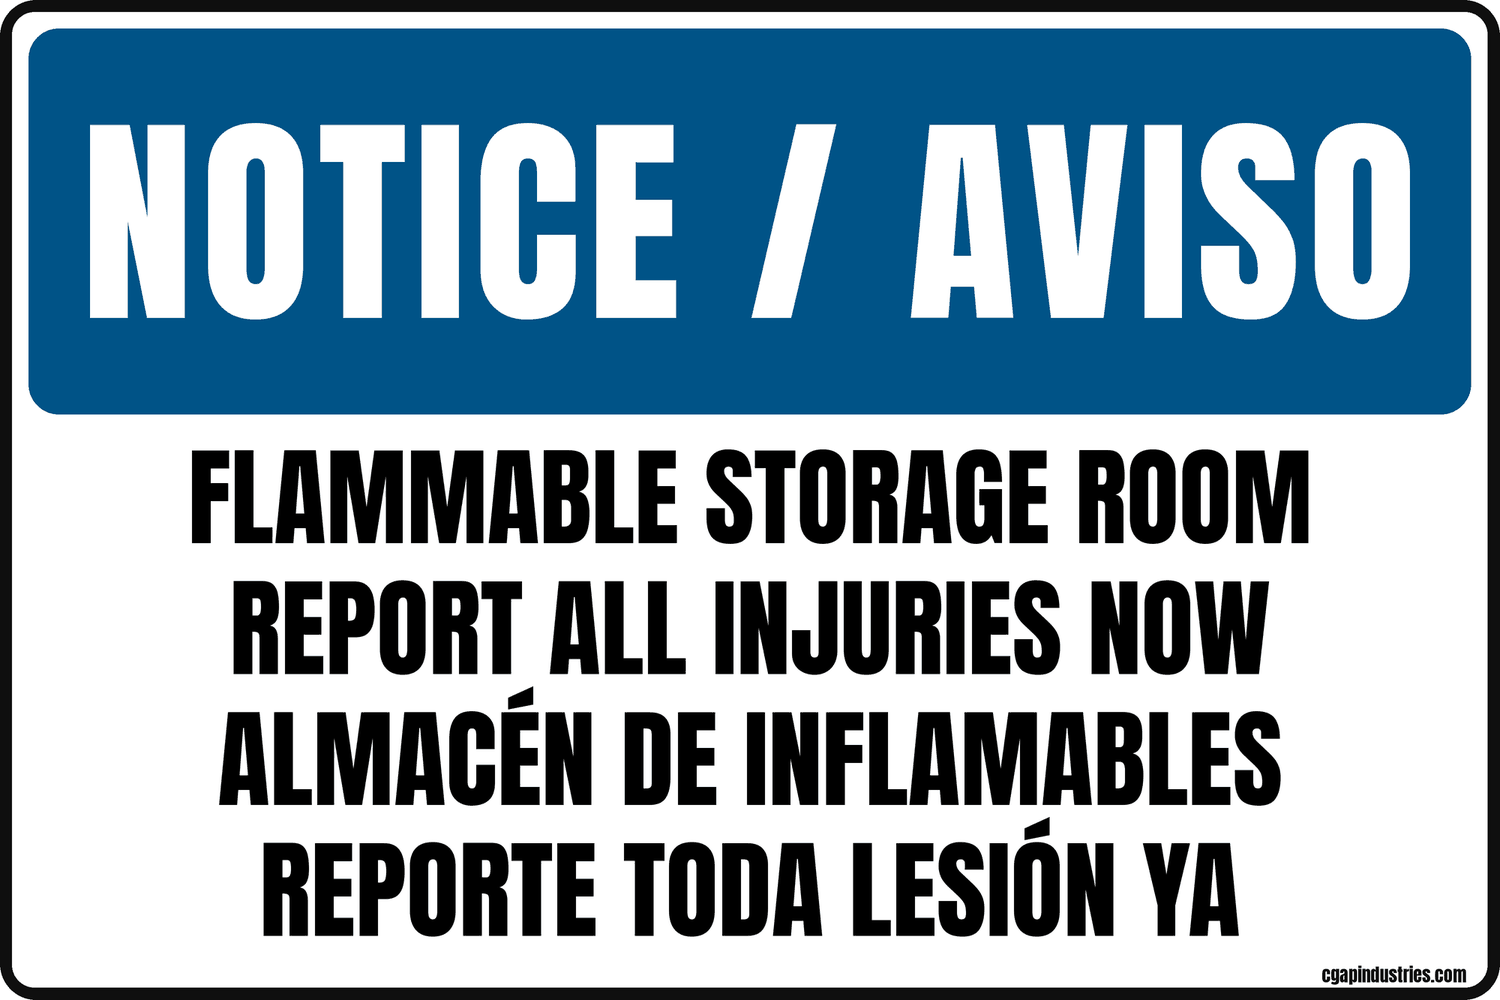 NOTICE / AVISO
FLAMMABLE STORAGE ROOM
REPORT ALL INJURIES NOW
ALMACÉN DE INFLAMABLES
REPORTE TODA LESIÓN YA
cgapindustries.com